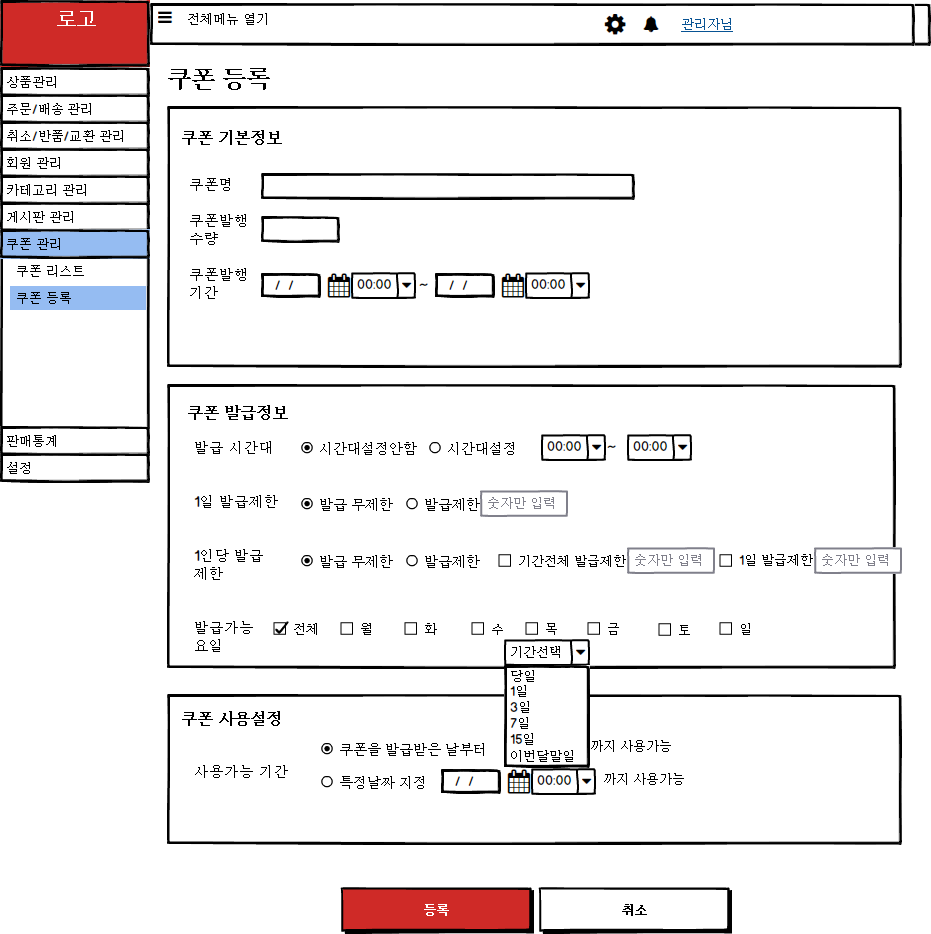 로고
전체메뉴 열기
관리자님
상품관리
주문/배송 관리
취소/반품/교환 관리
회원 관리
카테고리 관리
게시판 관리
쿠폰 관리
쿠폰 리스트
쿠폰 등록
판매통계
설정
쿠폰 등록
쿠폰 기본정보
쿠폰명
쿠폰발행
수량
쿠폰발행
기간
/ / 00:00 ~ / / 00:00
쿠폰 발급정보
발급 시간대 시간대설정안함 시간대설정 00:00 ~ 00:00
1일 발급제한 발급 무제한 발급제한 숫자만 입력
1인당 발급
제한
발급 무제한 발급제한 기간전체 발급제한 숫자만 입력 1일 발급제한 숫자만 입력
발급가능
요일
전체 월 화 수 목 금 토 일
기간선택
당일
1일
3일
7일
15일
이번달말일
쿠폰 사용설정
사용가능 기간
쿠폰을 발급받은 날부터 까지 사용가능
특정날짜 지정 / / 00:00 까지 사용가능
등록 취소